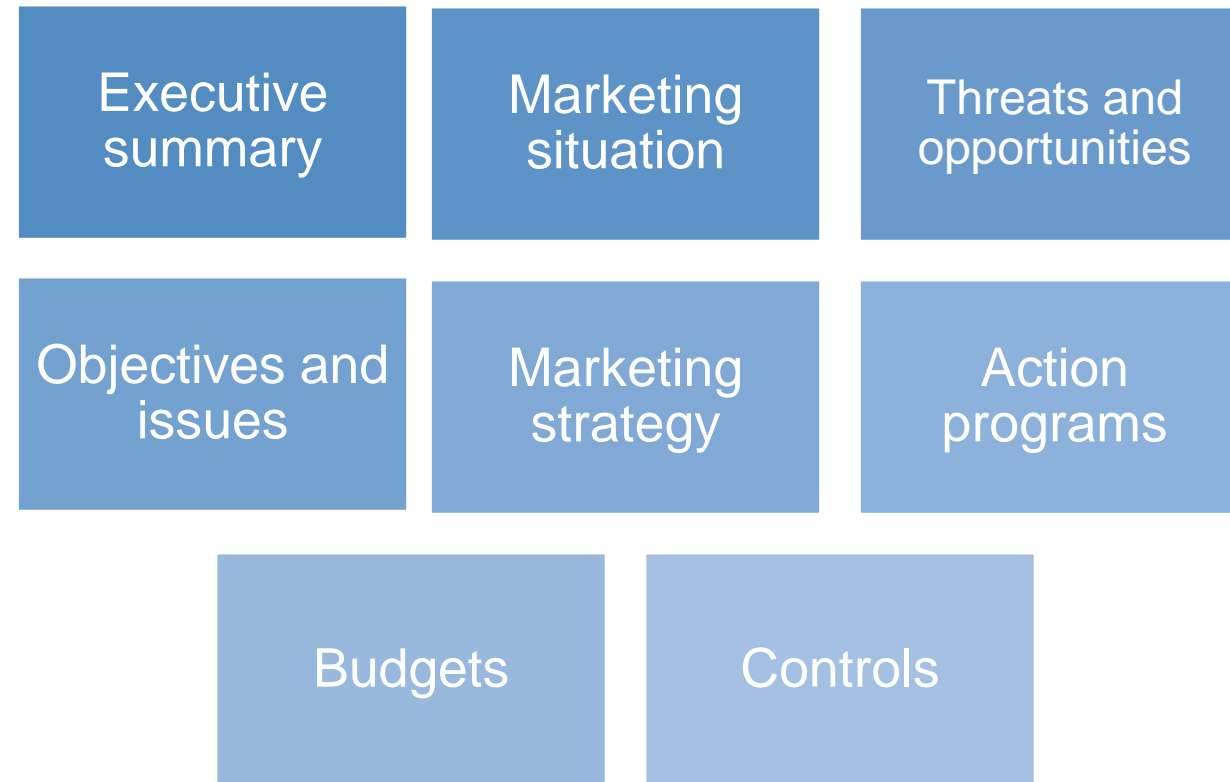 Executive
summary
Marketing
situation
Threats and
opportunities
Objectives and
issues
Marketing
strategy
Action
programs
Budgets
Controls